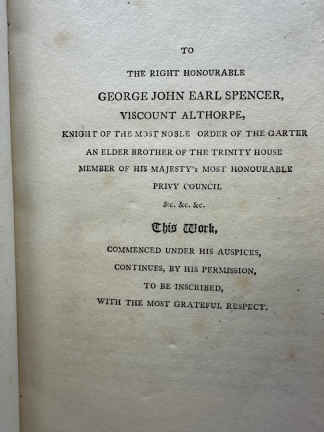 TO
THE RIGHT HONOURABLE
GEORGE JOHN EARL SPENCER,
VISCOUNT ALTHORPE,
KNIGHT OF THE MOST NOBLE ORDER OF THE GARTER
AN ELDER BROTHER OF THE TRINITY HOUSE
MEMBER OF HIS MAJESTY's MOST HONOURABLE
PRIVY COUNCIL
&c. &c. &c.
This Work,
COMMENCED UNDER HIS AUSPICES,
CONTINUES, BY HIS PERMISSION,
TO BE INSCRIBED,
WITH THE MOST GRATEFUL RESPECT.